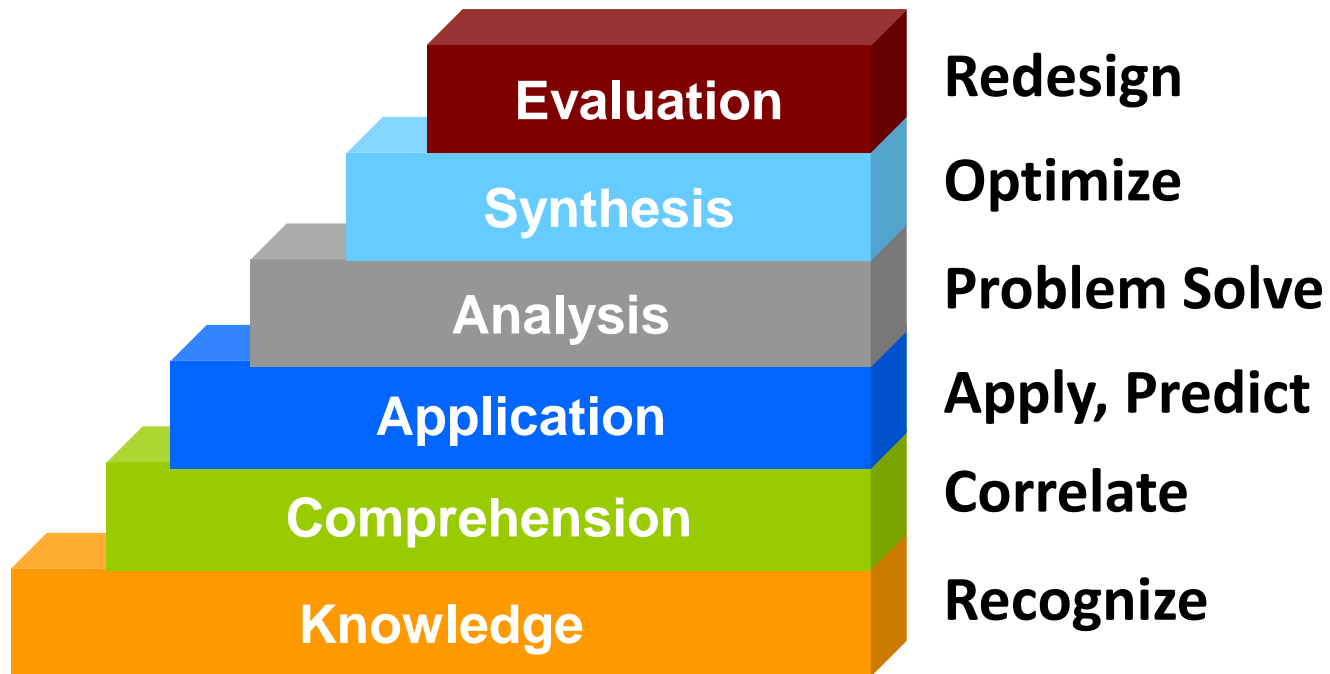 Evaluation Redesign
Synthesis Optimize
Analysis Problem Solve
Application Apply, Predict
Comprehension Correlate
Knowledge Recognize